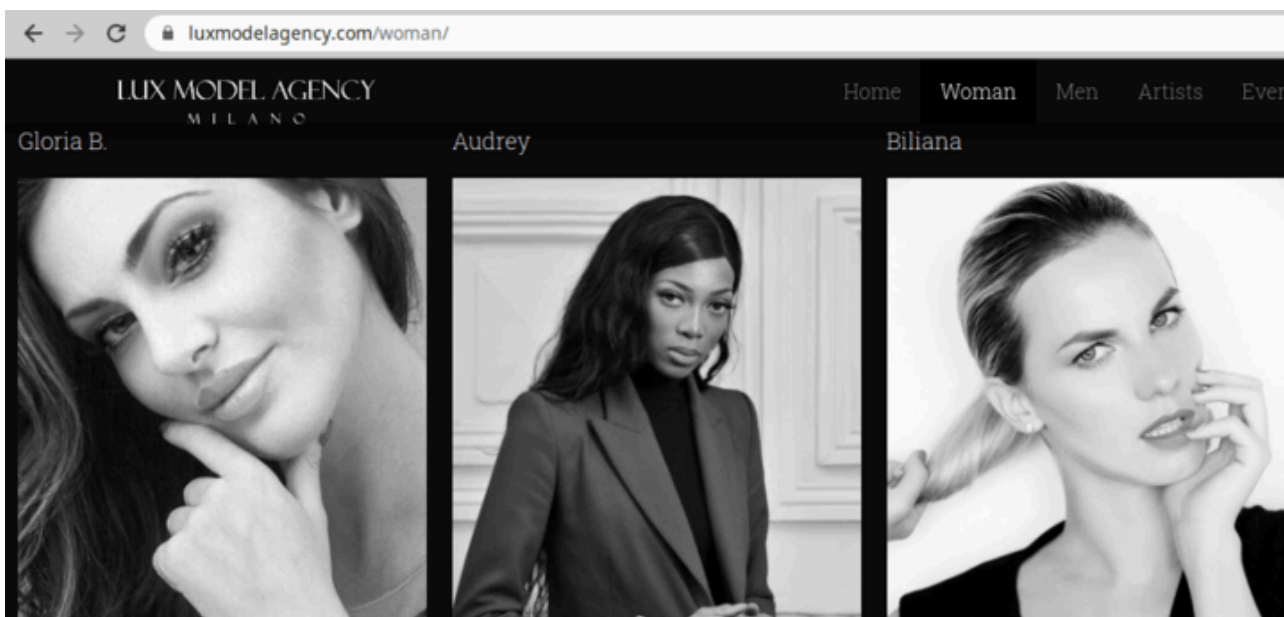 luxmodelagency.com/woman/
LUX MODEL AGENCY
MILANO
Home Woman Men Artists
Gloria B. Audrey Biliana